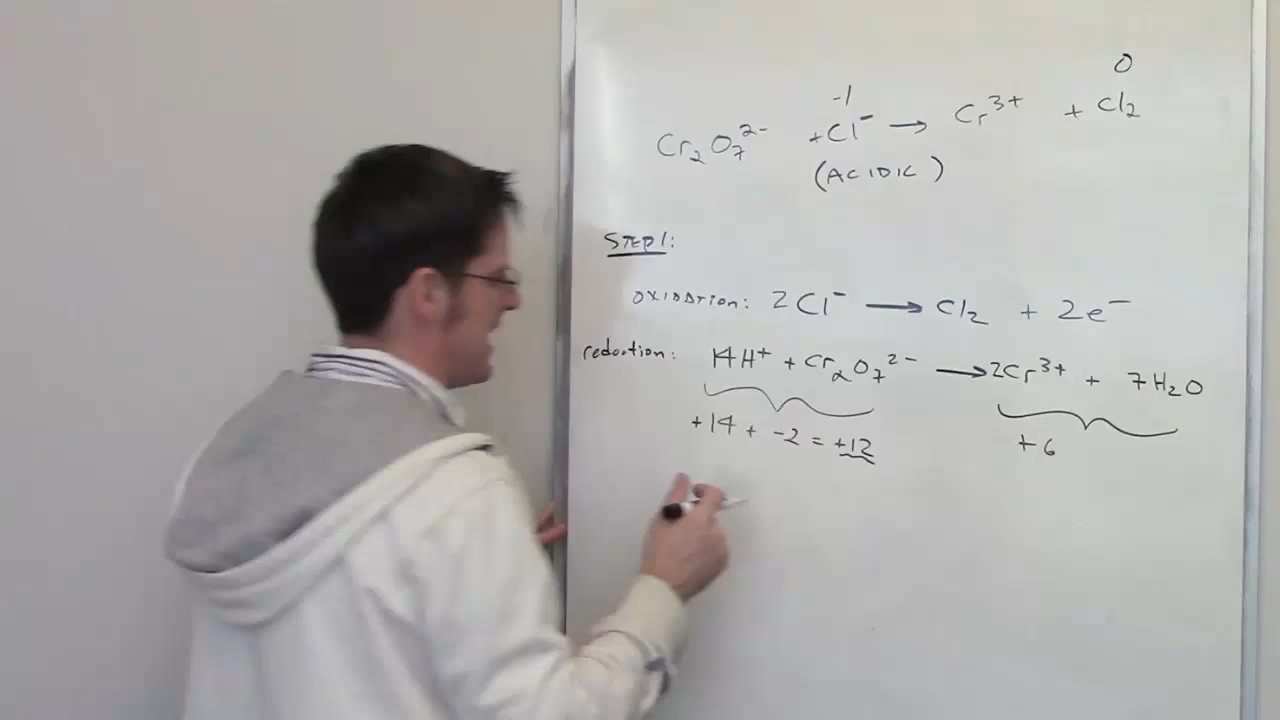 -1 0
Cr₂O₇²⁻ + Cl⁻ → Cr³⁺ + Cl₂
(ACIDIC)
STEP 1:
OXIDATION: 2Cl⁻ → Cl₂ + 2e⁻
reduction: 14H⁺ + Cr₂O₇²⁻ → 2Cr³⁺ + 7H₂O
+14 + -2 = +12 +6